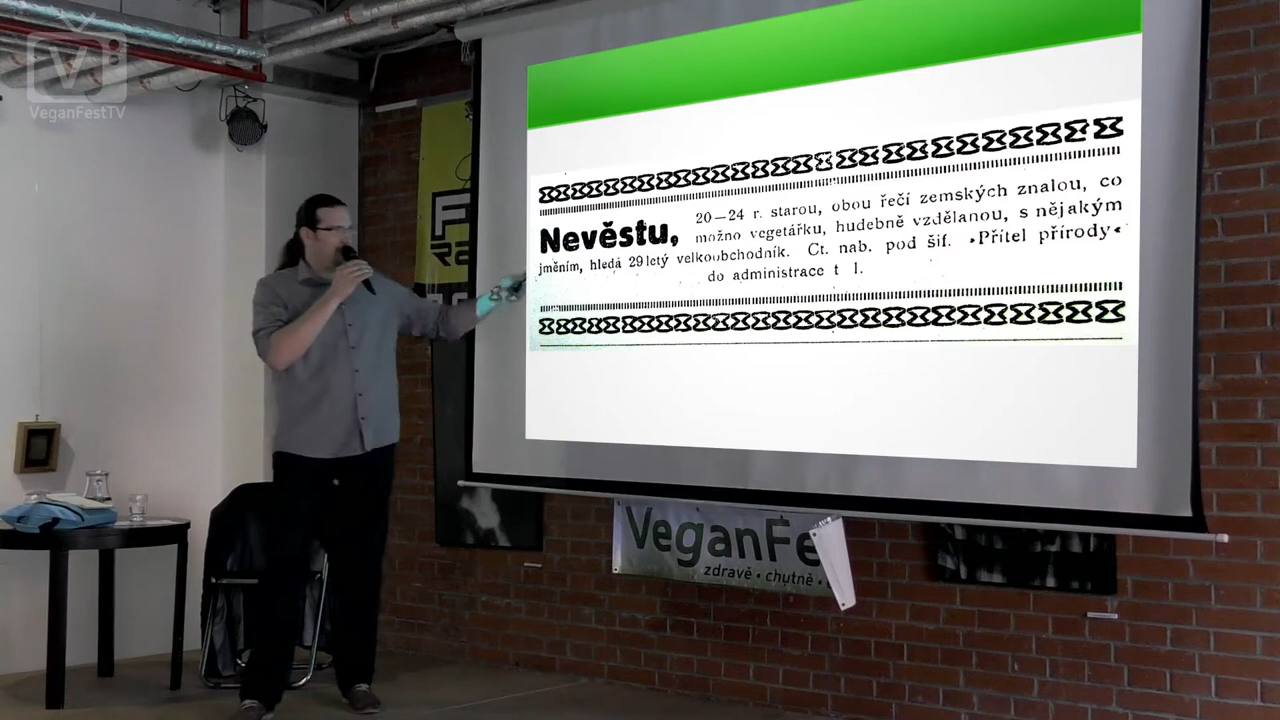 VeganFestTV
Nevěstu, 20—24 r. starou, obou řečí zemských znalou, co
možno vegetářku, hudebně vzdělanou, s nějakým
jměním, hledá 29letý velkoobchodník. Ct. nab. pod šif. »Přítel přírody«
do administrace t l.
VeganFe
zdravě • chutně •